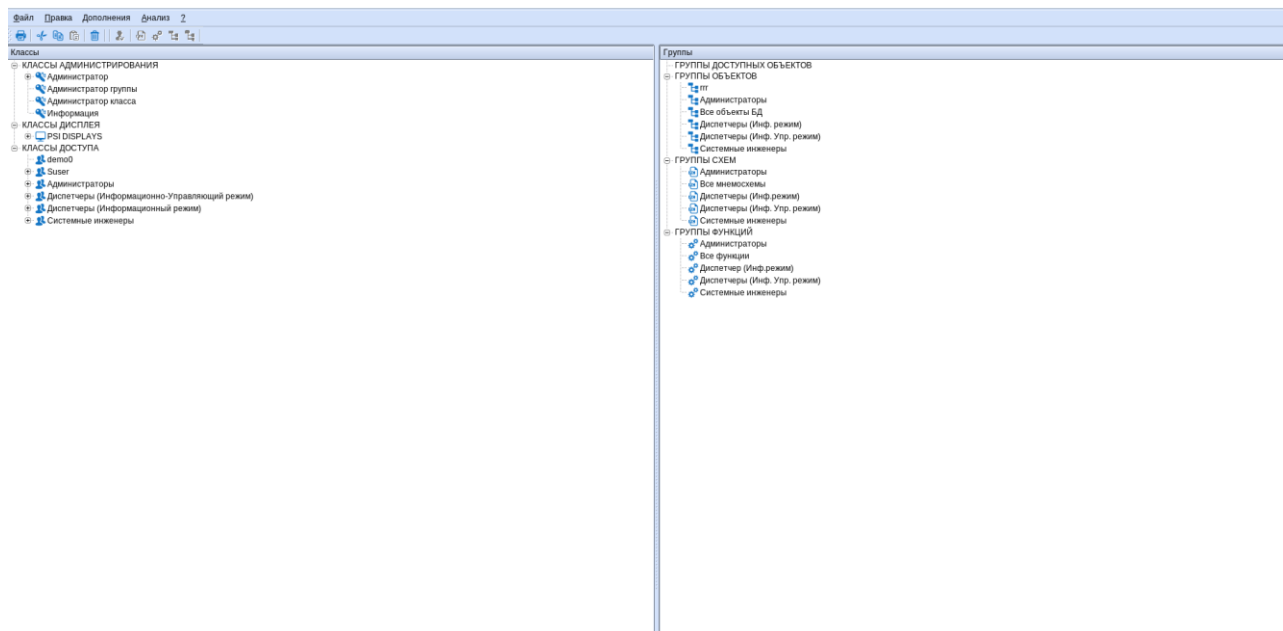 Файл Правка Дополнения Анализ ?
Классы
КЛАССЫ АДМИНИСТРИРОВАНИЯ
Администратор
Администратор группы
Администратор класса
Информация
КЛАССЫ ДИСПЛЕЯ
PSI DISPLAYS
КЛАССЫ ДОСТУПА
demo0
Suser
Администраторы
Диспетчеры (Информационно-Управляющий режим)
Диспетчеры (Информационный режим)
Системные инженеры
Группы
ГРУППЫ ДОСТУПНЫХ ОБЪЕКТОВ
ГРУППЫ ОБЪЕКТОВ
rrr
Администраторы
Все объекты БД
Диспетчеры (Инф. режим)
Диспетчеры (Инф. Упр. режим)
Системные инженеры
ГРУППЫ СХЕМ
Администраторы
Все мнемосхемы
Диспетчеры (Инф.режим)
Диспетчеры (Инф. Упр. режим)
Системные инженеры
ГРУППЫ ФУНКЦИЙ
Администраторы
Все функции
Диспетчер (Инф.режим)
Диспетчеры (Инф. Упр. режим)
Системные инженеры